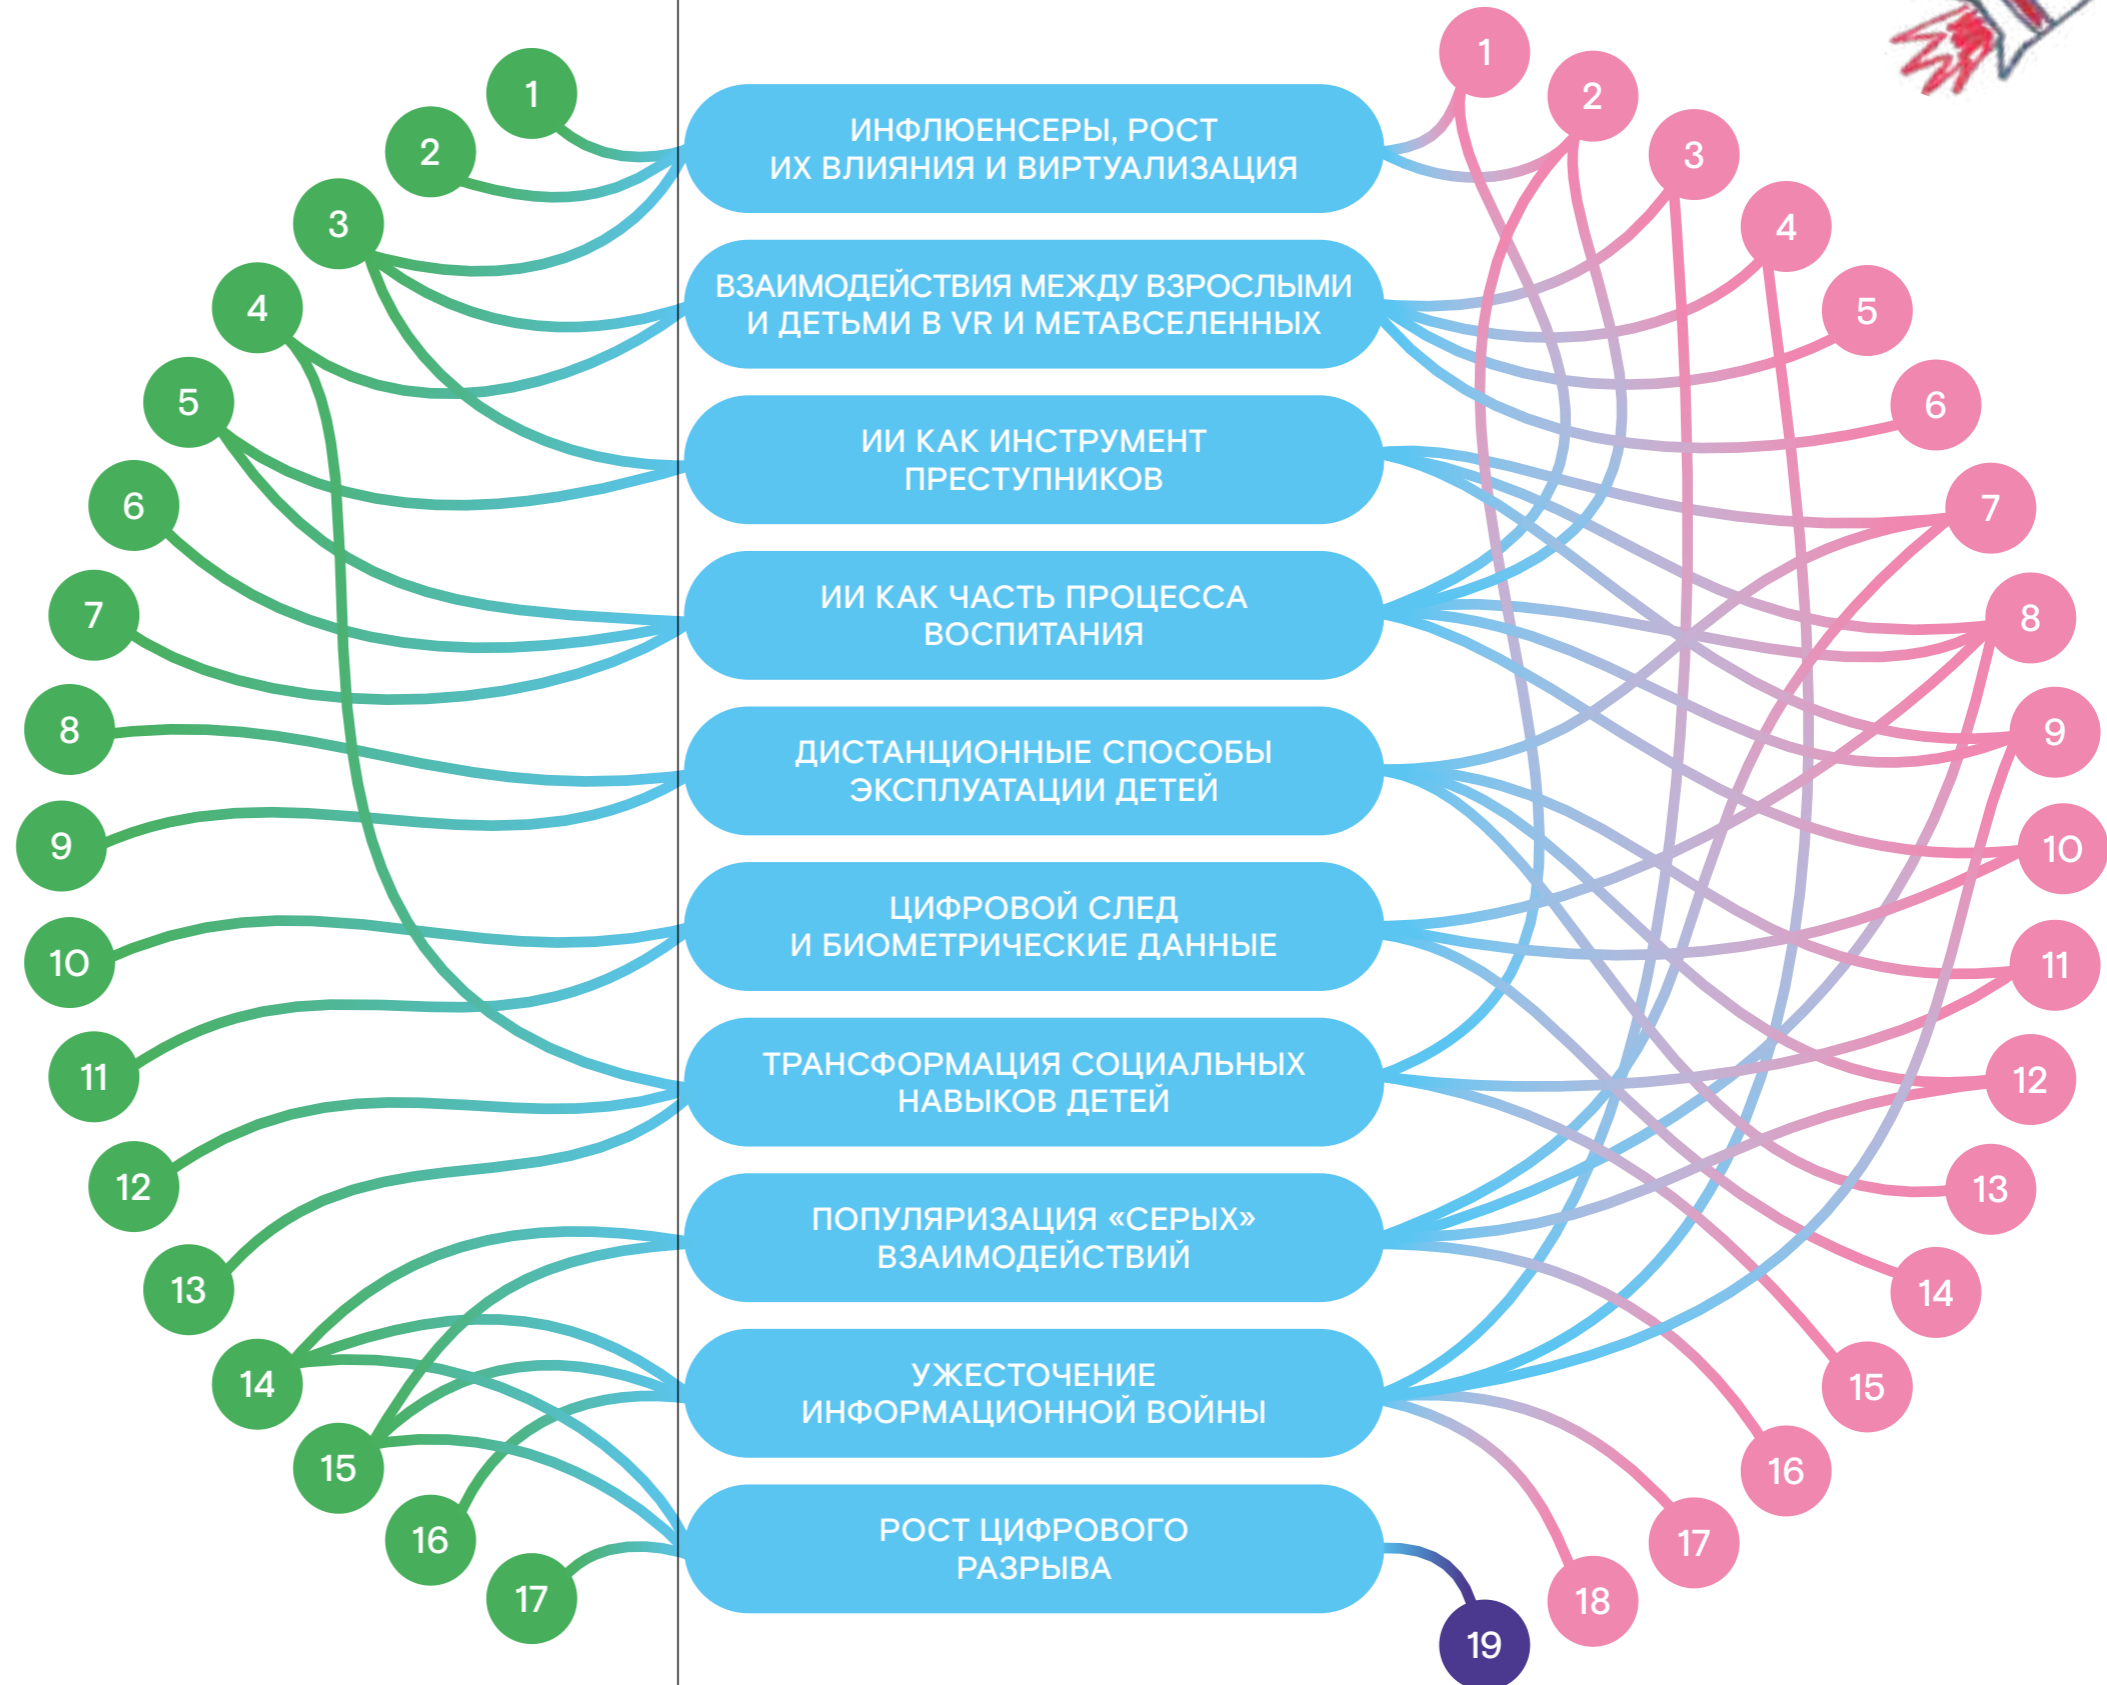 1
2
3
4
5
6
7
8
9
10
11
12
13
14
15
16
17
ИНФЛЮЕНСЕРЫ, РОСТ
ИХ ВЛИЯНИЯ И ВИРТУАЛИЗАЦИЯ
ВЗАИМОДЕЙСТВИЯ МЕЖДУ ВЗРОСЛЫМИ
И ДЕТЬМИ В VR И МЕТАВСЕЛЕННЫХ
ИИ КАК ИНСТРУМЕНТ
ПРЕСТУПНИКОВ
ИИ КАК ЧАСТЬ ПРОЦЕССА
ВОСПИТАНИЯ
ДИСТАНЦИОННЫЕ СПОСОБЫ
ЭКСПЛУАТАЦИИ ДЕТЕЙ
ЦИФРОВОЙ СЛЕД
И БИОМЕТРИЧЕСКИЕ ДАННЫЕ
ТРАНСФОРМАЦИЯ СОЦИАЛЬНЫХ
НАВЫКОВ ДЕТЕЙ
ПОПУЛЯРИЗАЦИЯ «СЕРЫХ»
ВЗАИМОДЕЙСТВИЙ
УЖЕСТОЧЕНИЕ
ИНФОРМАЦИОННОЙ ВОЙНЫ
РОСТ ЦИФРОВОГО
РАЗРЫВА
1
2
3
4
5
6
7
8
9
10
11
12
13
14
15
16
17
18
19